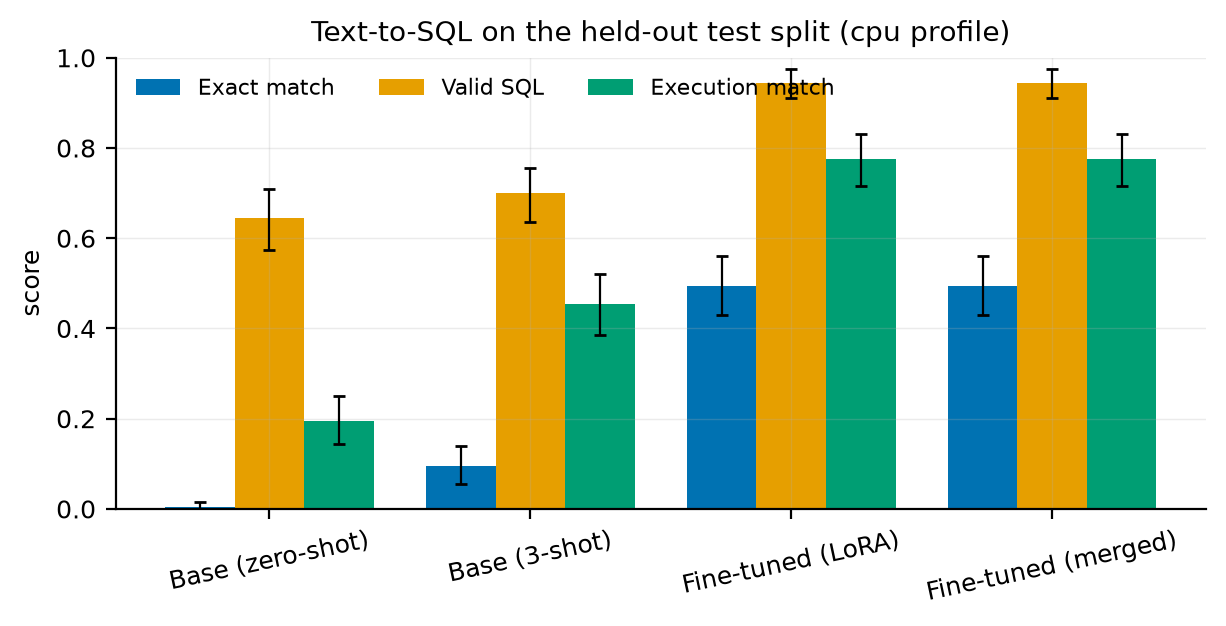 Text-to-SQL on the held-out test split (cpu profile)
Exact match
Valid SQL
Execution match
score
1.0
0.8
0.6
0.4
0.2
0.0
Base (zero-shot)
Base (3-shot)
Fine-tuned (LoRA)
Fine-tuned (merged)